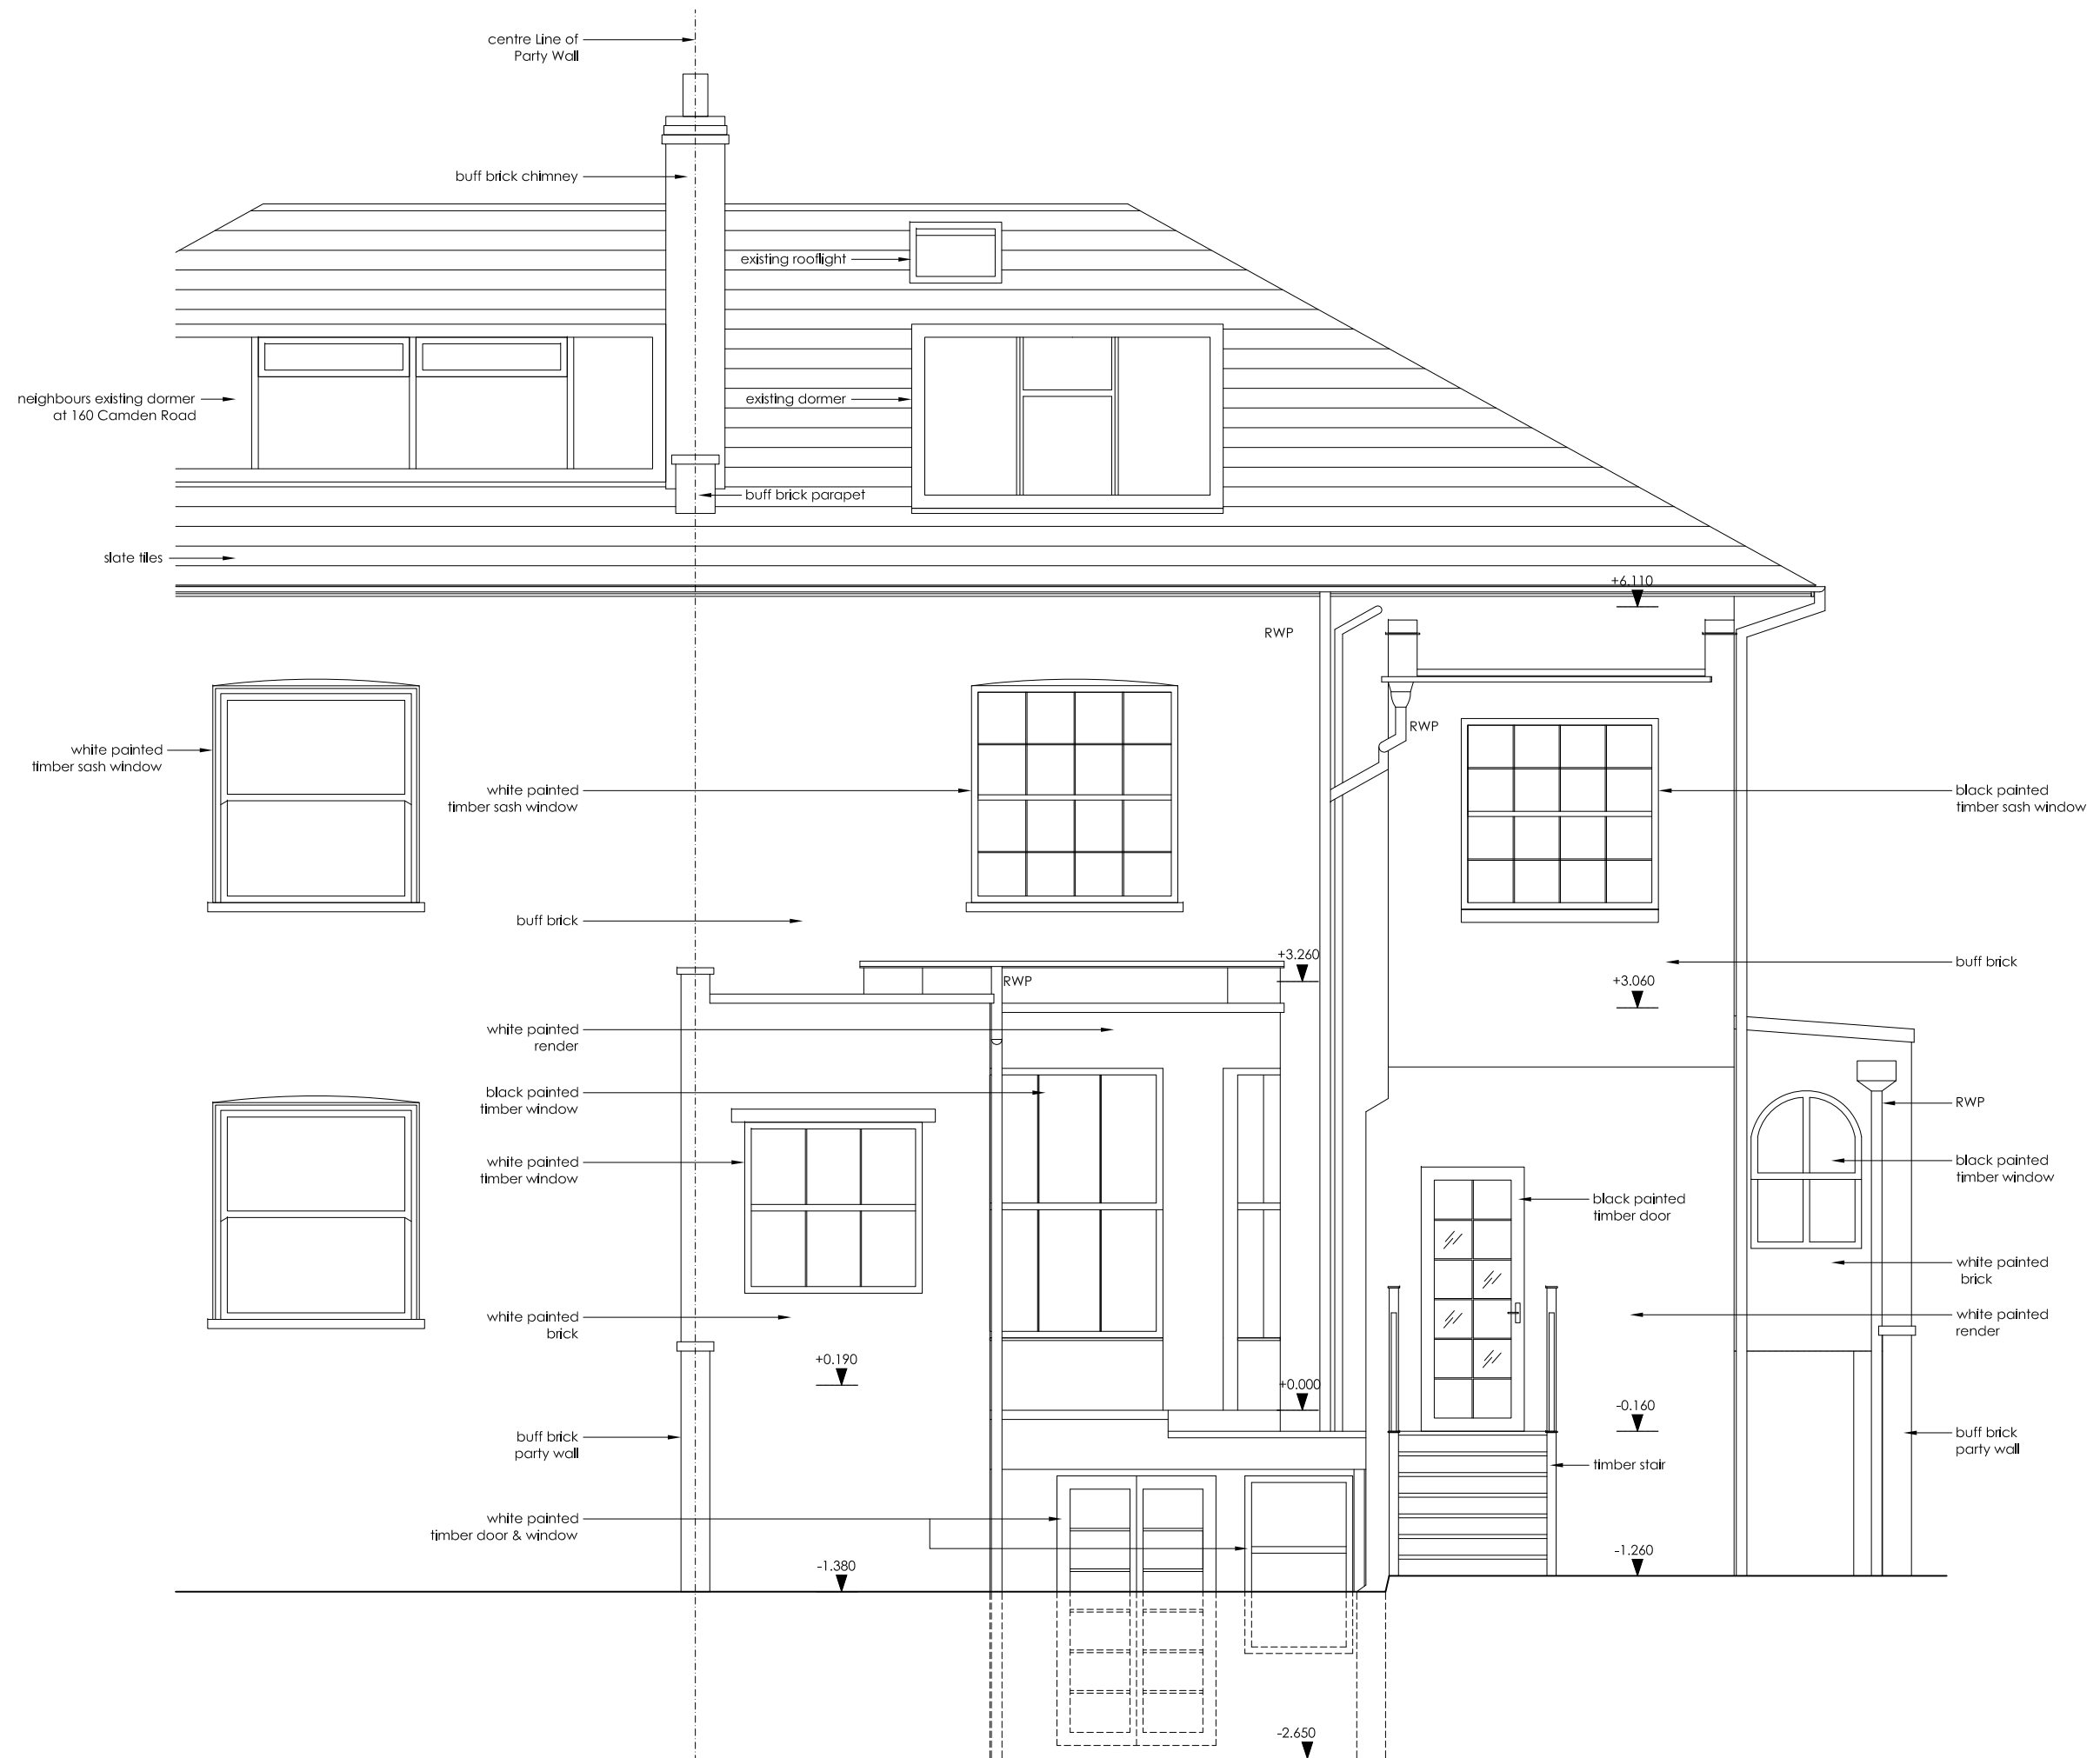 centre Line of
Party Wall
buff brick chimney
existing rooflight
neighbours existing dormer
at 160 Camden Road
existing dormer
buff brick parapet
slate tiles
+6.110
RWP
RWP
white painted
timber sash window
white painted
timber sash window
black painted
timber sash window
buff brick
+3.260
buff brick
RWP
+3.060
white painted
render
black painted
timber window
RWP
white painted
timber window
black painted
timber window
black painted
timber door
white painted
brick
white painted
brick
white painted
render
+0.190
+0.000
-0.160
buff brick
party wall
buff brick
party wall
timber stair
white painted
timber door & window
-1.380
-1.260
-2.650